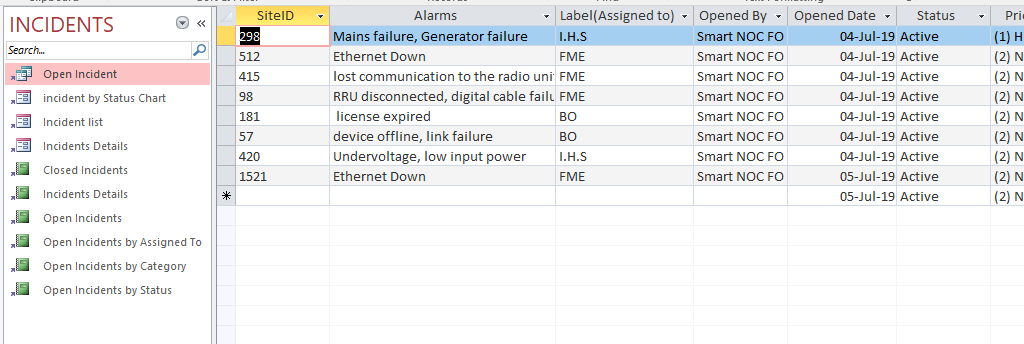 INCIDENTS «
Search...
Open Incident
incident by Status Chart
Incident list
Incidents Details
Closed Incidents
Incidents Details
Open Incidents
Open Incidents by Assigned To
Open Incidents by Category
Open Incidents by Status
SiteID Alarms Label(Assigned to) Opened By Opened Date Status
298 Mains failure, Generator failure I.H.S Smart NOC FO 04-Jul-19 Active (1) H
512 Ethernet Down FME Smart NOC FO 04-Jul-19 Active (2) N
415 lost communication to the radio FME Smart NOC FO 04-Jul-19 Active (2) N
98 RRU disconnected, digital cable FME Smart NOC FO 04-Jul-19 Active (2) N
181 license expired BO Smart NOC FO 04-Jul-19 Active (2) N
57 device offline, link failure BO Smart NOC FO 04-Jul-19 Active (2) N
420 Undervoltage, low input power I.H.S Smart NOC FO 04-Jul-19 Active (2) N
1521 Ethernet Down FME Smart NOC FO 05-Jul-19 Active (2) N
* 05-Jul-19 Active (2) N